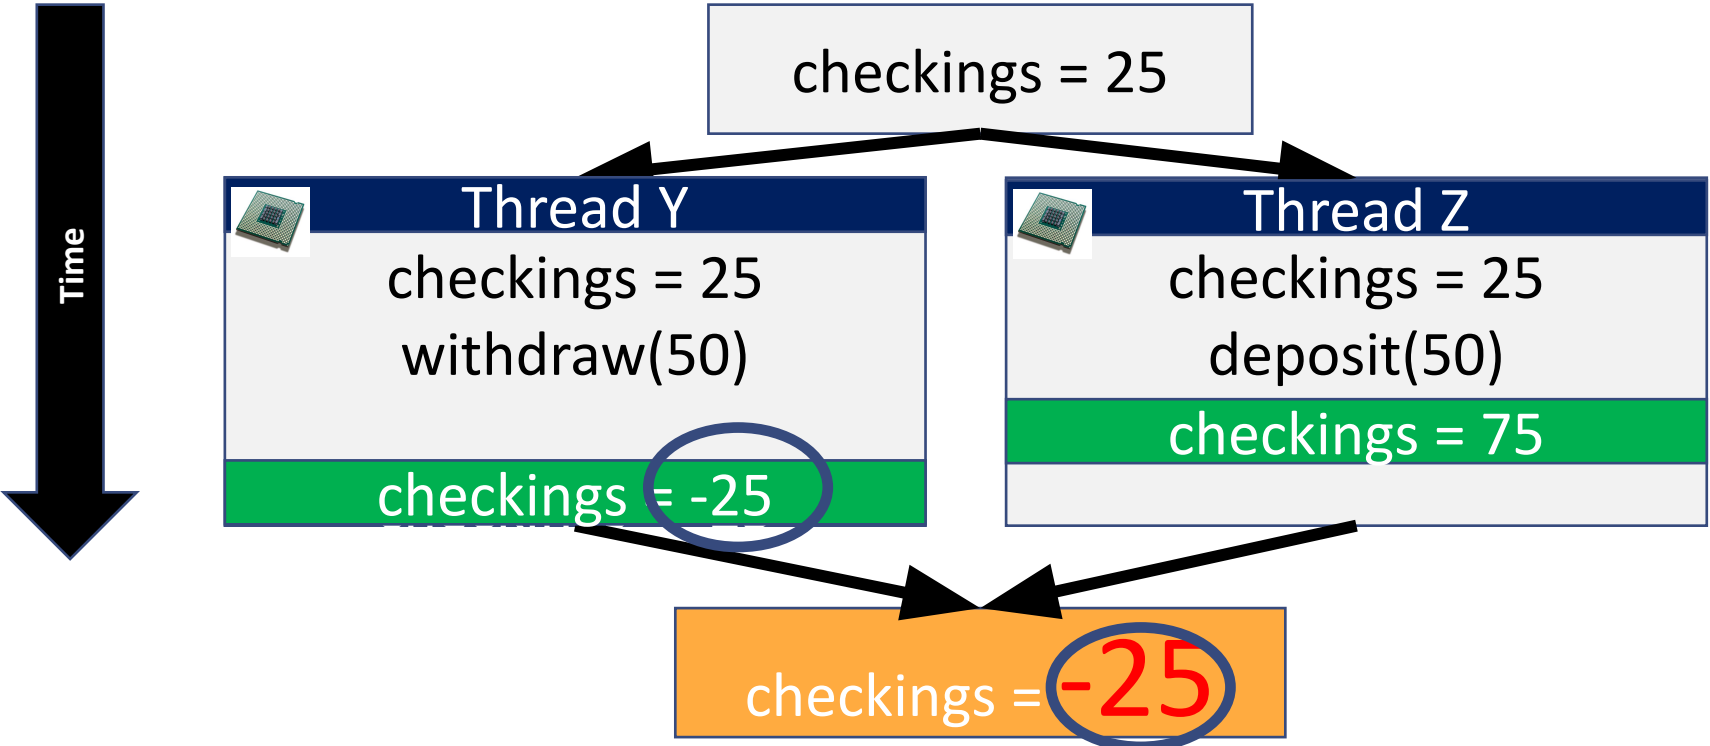 checkings = 25
Time
Thread Y
checkings = 25
withdraw(50)
checkings = -25
Thread Z
checkings = 25
deposit(50)
checkings = 75
checkings = -25